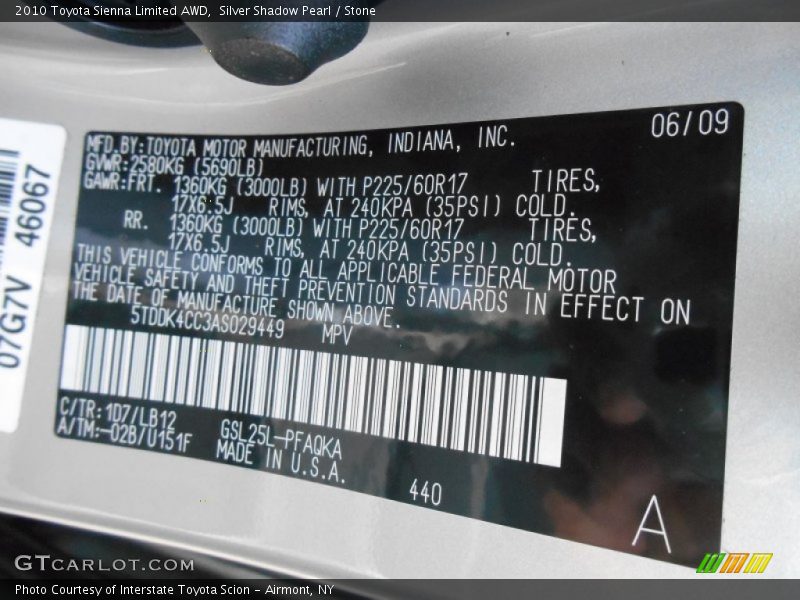 2010 Toyota Sienna Limited AWD,  Silver Shadow Pearl / Stone
06/09
MFD.BY:TOYOTA MOTOR MANUFACTURING, INDIANA, INC.
GVWR:2580KG (5690LB)
GAWR:FRT. 1360KG (3000LB) WITH P225/60R17 TIRES,
17X6.5J RIMS, AT 240KPA (35PSI) COLD.
RR. 1360KG (3000LB) WITH P225/60R17 TIRES,
17X6.5J RIMS, AT 240KPA (35PSI) COLD.
THIS VEHICLE CONFORMS TO ALL APPLICABLE FEDERAL MOTOR
VEHICLE SAFETY AND THEFT PREVENTION STANDARDS IN EFFECT ON
THE DATE OF MANUFACTURE SHOWN ABOVE.
5TDDK4CC3AS029449 MPV
C/TR:1D7/LB12
A/TM:-02B/U151F
GSL25L-PFAQKA
MADE IN U.S.A.
440
A
07G7V 46067
GTCARLOT.COM
Photo Courtesy of Interstate Toyota Scion - Airmont, NY